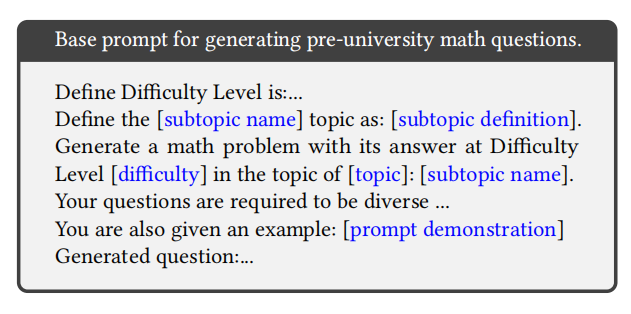 Base prompt for generating pre-university math questions.
Define Difficulty Level is:...
Define the [subtopic name] topic as: [subtopic definition].
Generate a math problem with its answer at Difficulty
Level [difficulty] in the topic of [topic]: [subtopic name].
Your questions are required to be diverse ...
You are also given an example: [prompt demonstration]
Generated question:...